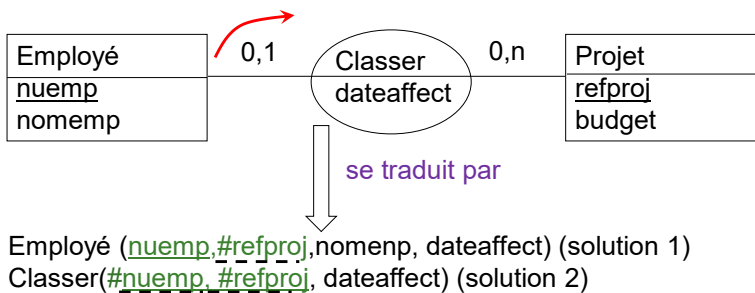 Employé
nuemp
nomemp
0,1
Classer
dateaffect
0,n
Projet
refproj
budget
se traduit par
Employé (nuemp,#refproj,nomenp, dateaffect) (solution 1)
Classer(#nuemp, #refproj, dateaffect) (solution 2)